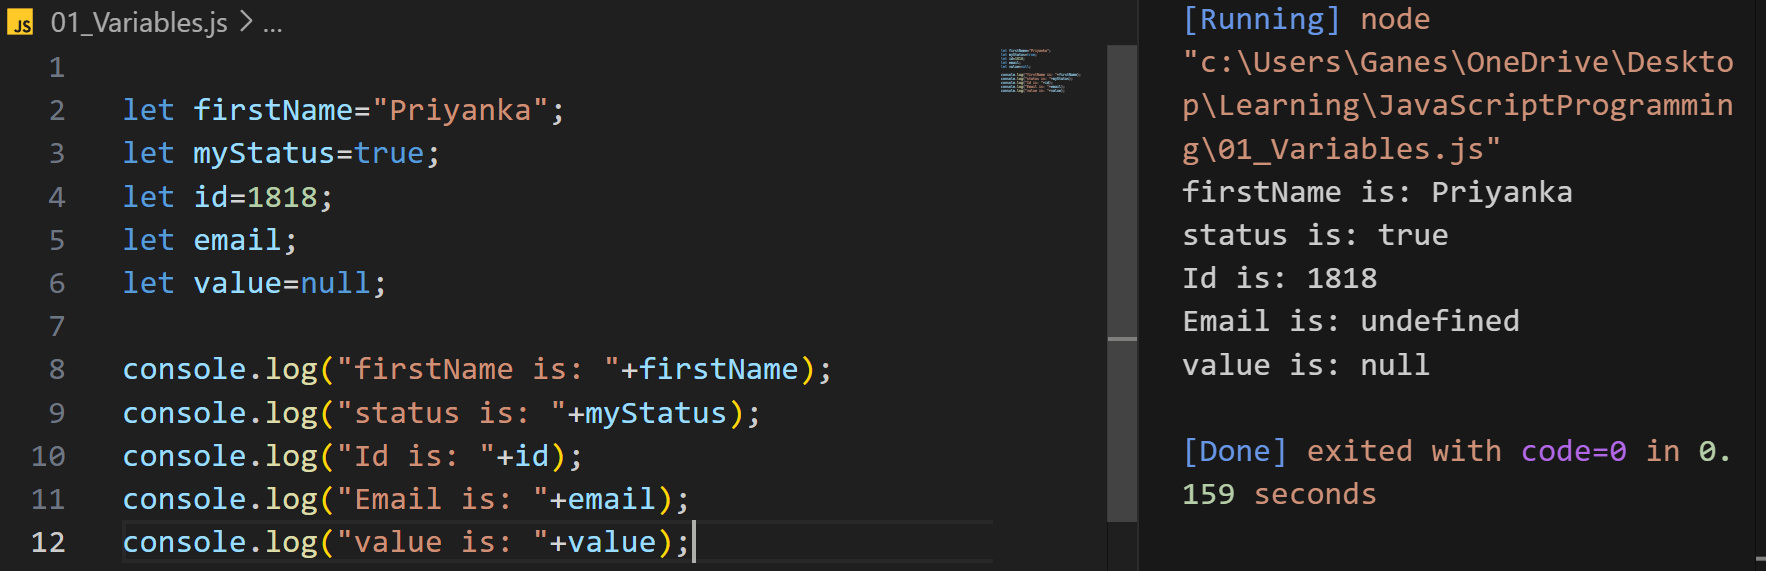 JS 01_Variables.js > ...
1
2 let firstName="Priyanka";
3 let myStatus=true;
4 let id=1818;
5 let email;
6 let value=null;
7
8 console.log("firstName is: "+firstName);
9 console.log("status is: "+myStatus);
10 console.log("Id is: "+id);
11 console.log("Email is: "+email);
12 console.log("value is: "+value);
[Running] node
"c:\Users\Ganes\OneDrive\Deskto
p\Learning\JavaScriptProgrammin
g\01_Variables.js"
firstName is: Priyanka
status is: true
Id is: 1818
Email is: undefined
value is: null
[Done] exited with code=0 in 0.
159 seconds